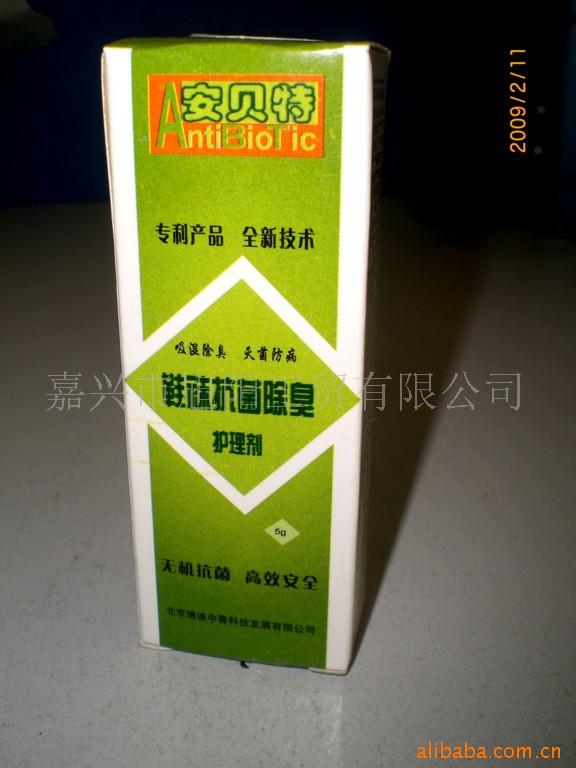 2009/2/11
安贝特
AntiBioTic
专利产品 全新技术
吸湿除臭 灭菌防病
鞋袜抗菌除臭
护理剂
5g
无机抗菌 高效安全
北京博迪中青科技发展有限公司
嘉兴市 贸有限公司
alibaba.com.cn